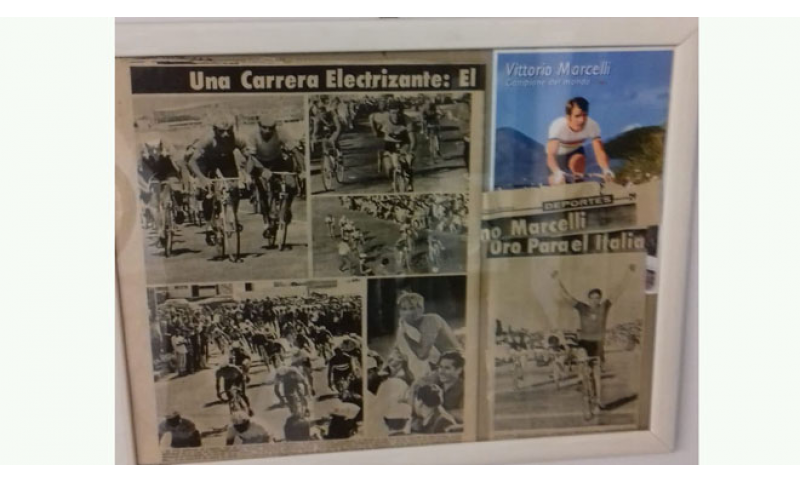 Una Carrera Electrizante: El
Vittorio Marcelli
Campione del mondo
DEPORTES
no Marcelli
Oro Para el Italia